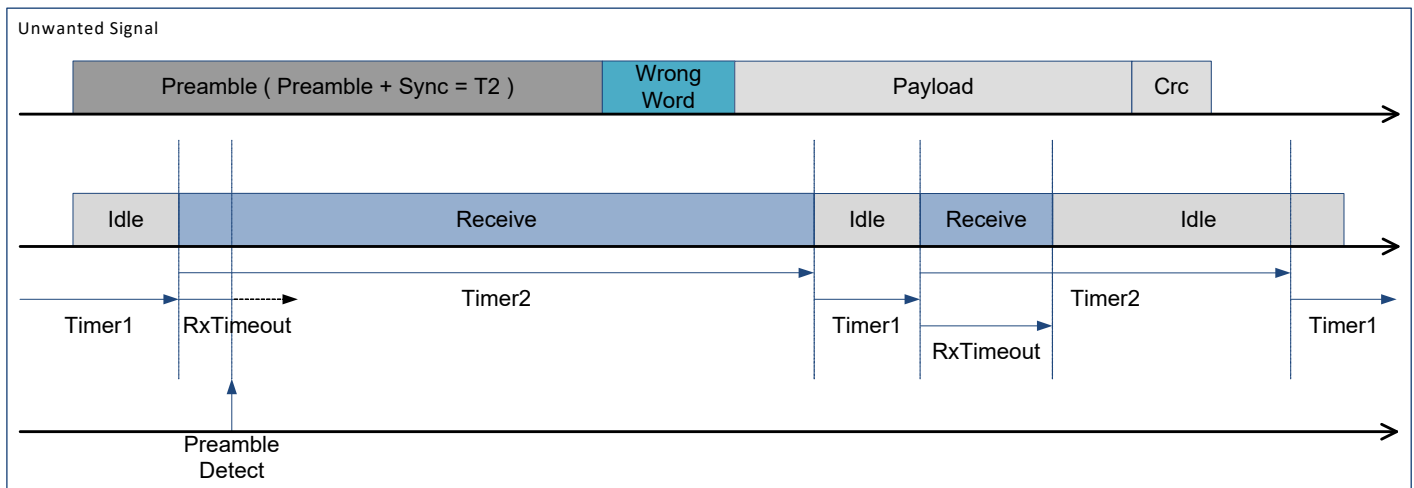 Unwanted Signal
Preamble ( Preamble + Sync = T2 )
Wrong
Word
Payload
Crc
Idle
Receive
Idle
Receive
Idle
Timer2
Timer2
Timer1
RxTimeout
Timer1
Timer1
RxTimeout
Preamble
Detect